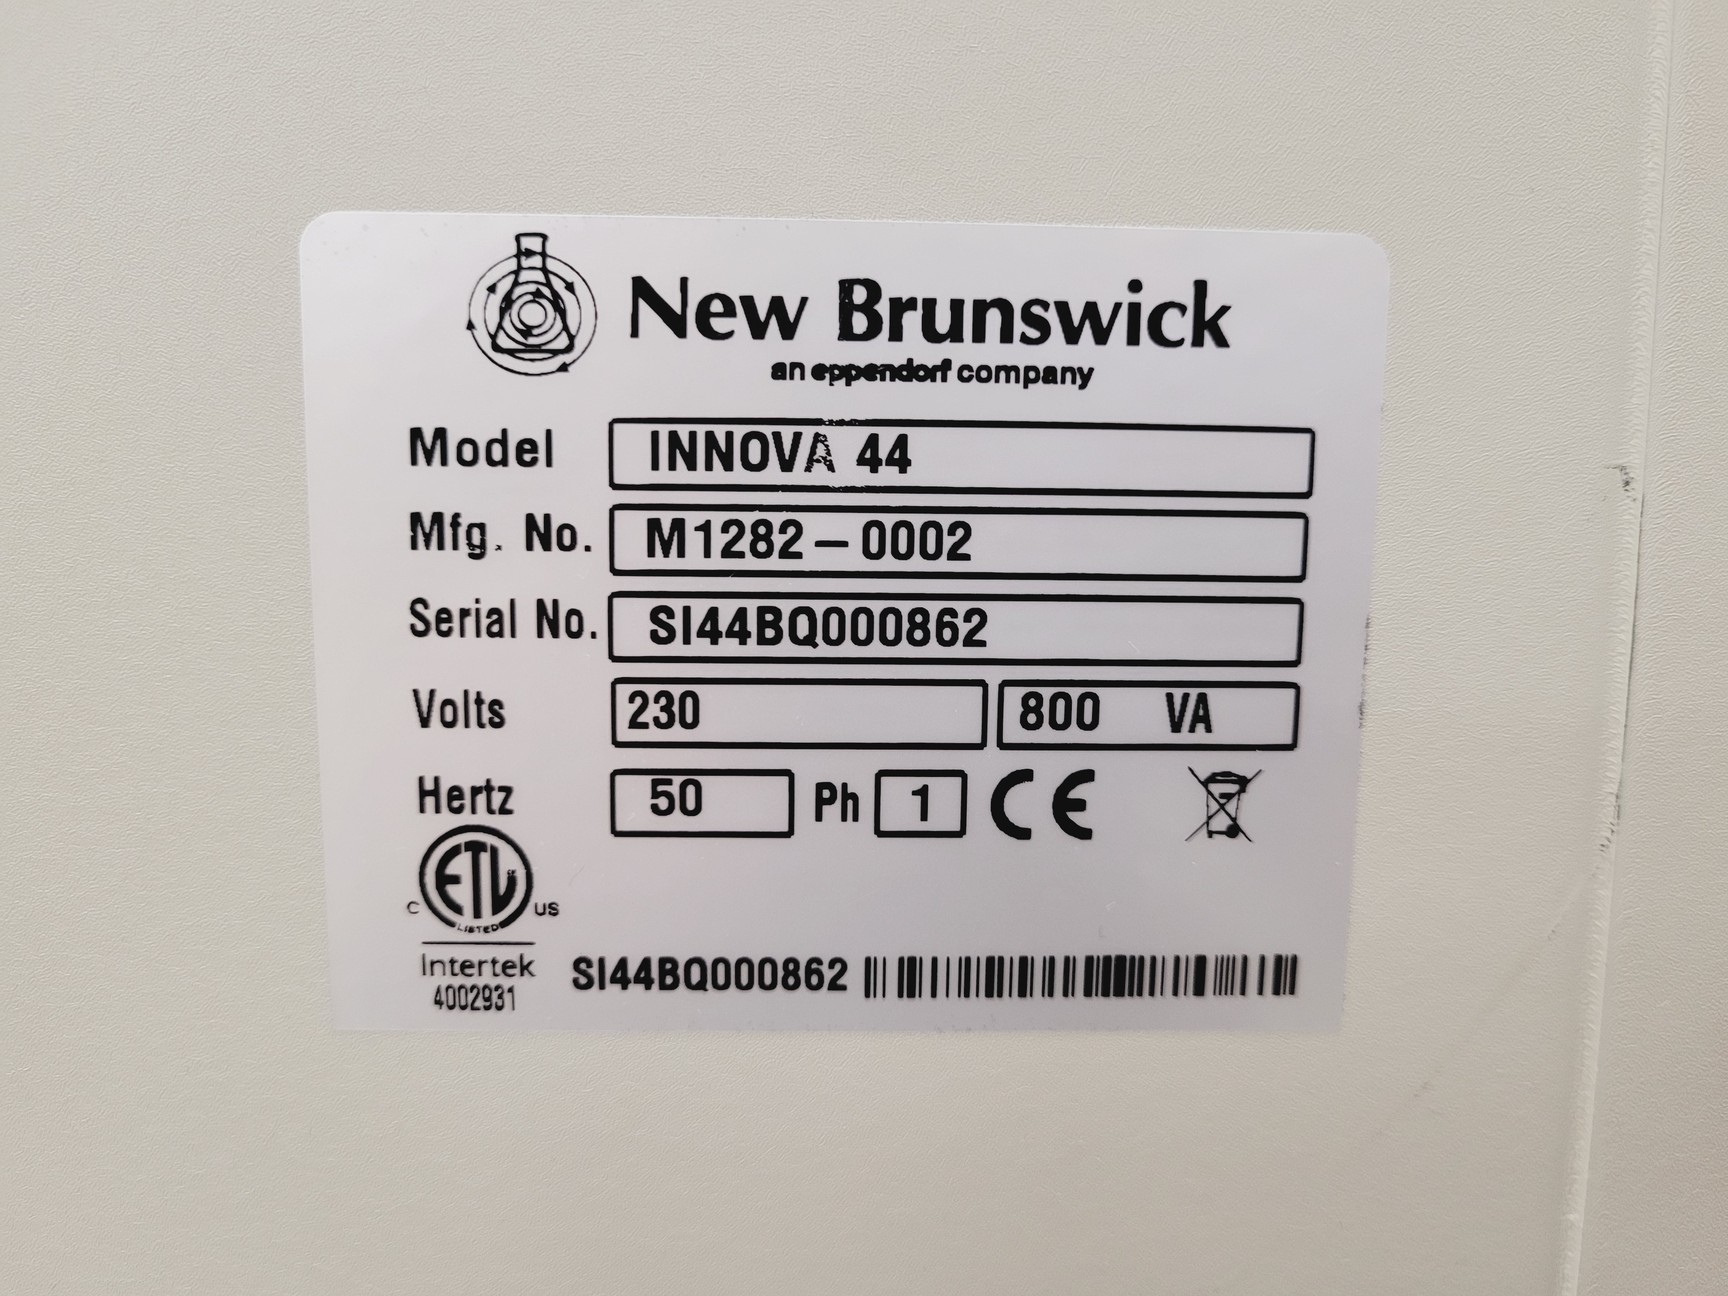 New Brunswick
an eppendorf company
Model INNOVA 44
Mfg. No. M1282-0002
Serial No. SI44BQ000862
Volts 230 800 VA
Hertz 50 Ph 1 CE
ETL
C US
LISTED
Intertek
4002931
SI44BQ000862